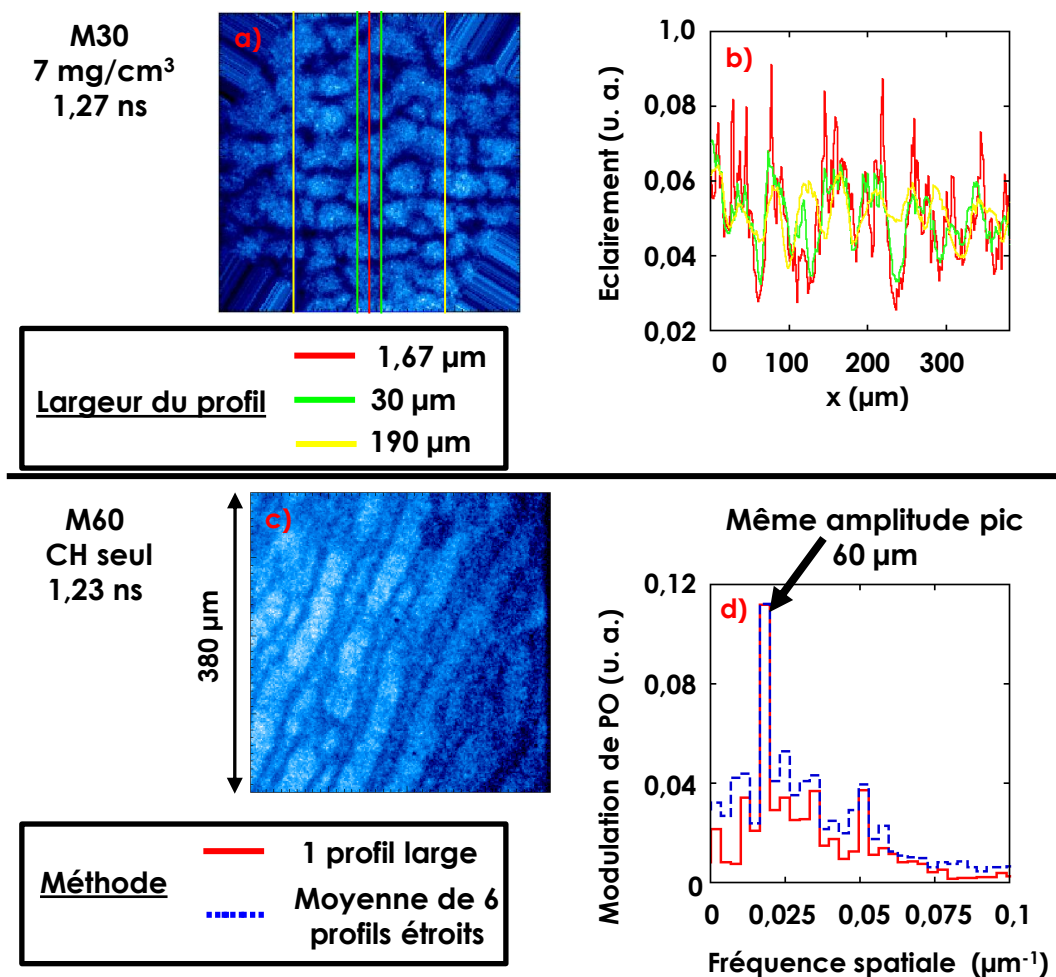 M30
7 mg/cm³
1,27 ns
a)
b)
Eclairement (u. a.)
1,0
0,08
0,06
0,04
0,02
0 100 200 300
x (µm)
Largeur du profil
1,67 µm
30 µm
190 µm
M60
CH seul
1,23 ns
380 µm
c)
Même amplitude pic
60 µm
d)
Modulation de PO (u. a.)
0,12
0,08
0,04
0
0 0,025 0,05 0,075 0,1
Fréquence spatiale (µm⁻¹)
Méthode
1 profil large
Moyenne de 6
profils étroits